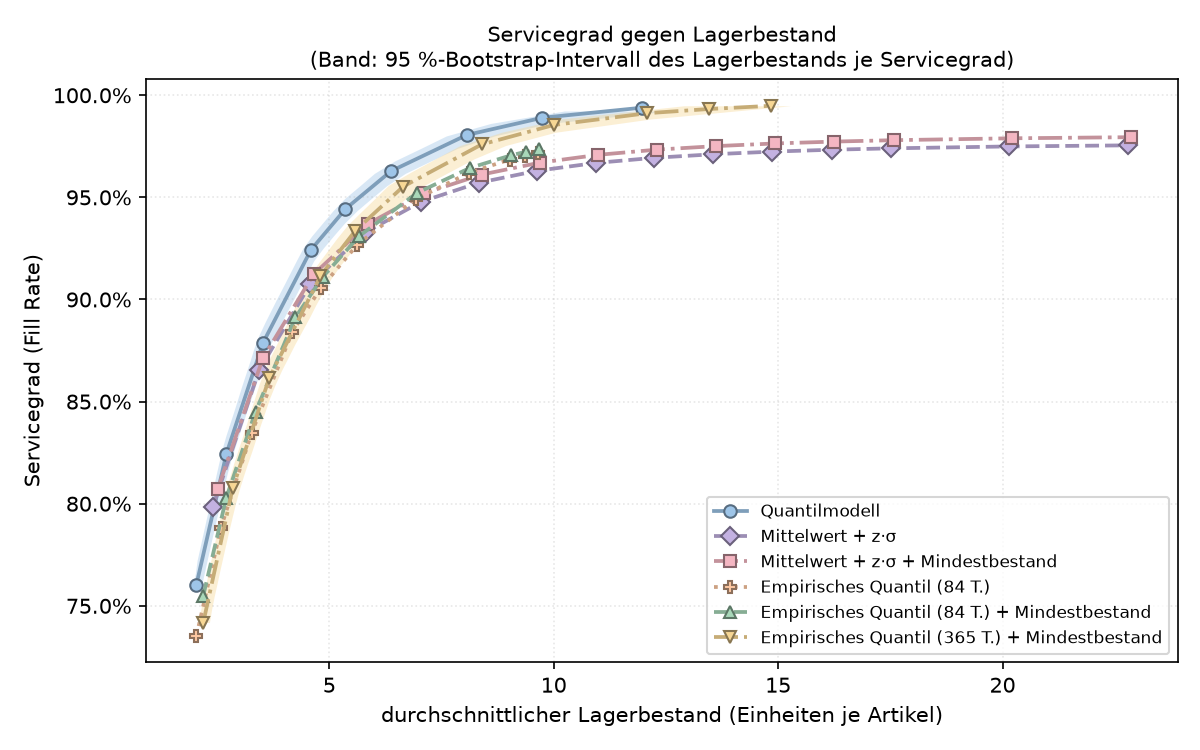 Servicegrad gegen Lagerbestand
(Band: 95 %-Bootstrap-Intervall des Lagerbestands je Servicegrad)
Servicegrad (Fill Rate)
100.0%
95.0%
90.0%
85.0%
80.0%
75.0%
Quantilmodell
Mittelwert + z·σ
Mittelwert + z·σ + Mindestbestand
Empirisches Quantil (84 T.)
Empirisches Quantil (84 T.) + Mindestbestand
Empirisches Quantil (365 T.) + Mindestbestand
5
10
15
20
durchschnittlicher Lagerbestand (Einheiten je Artikel)